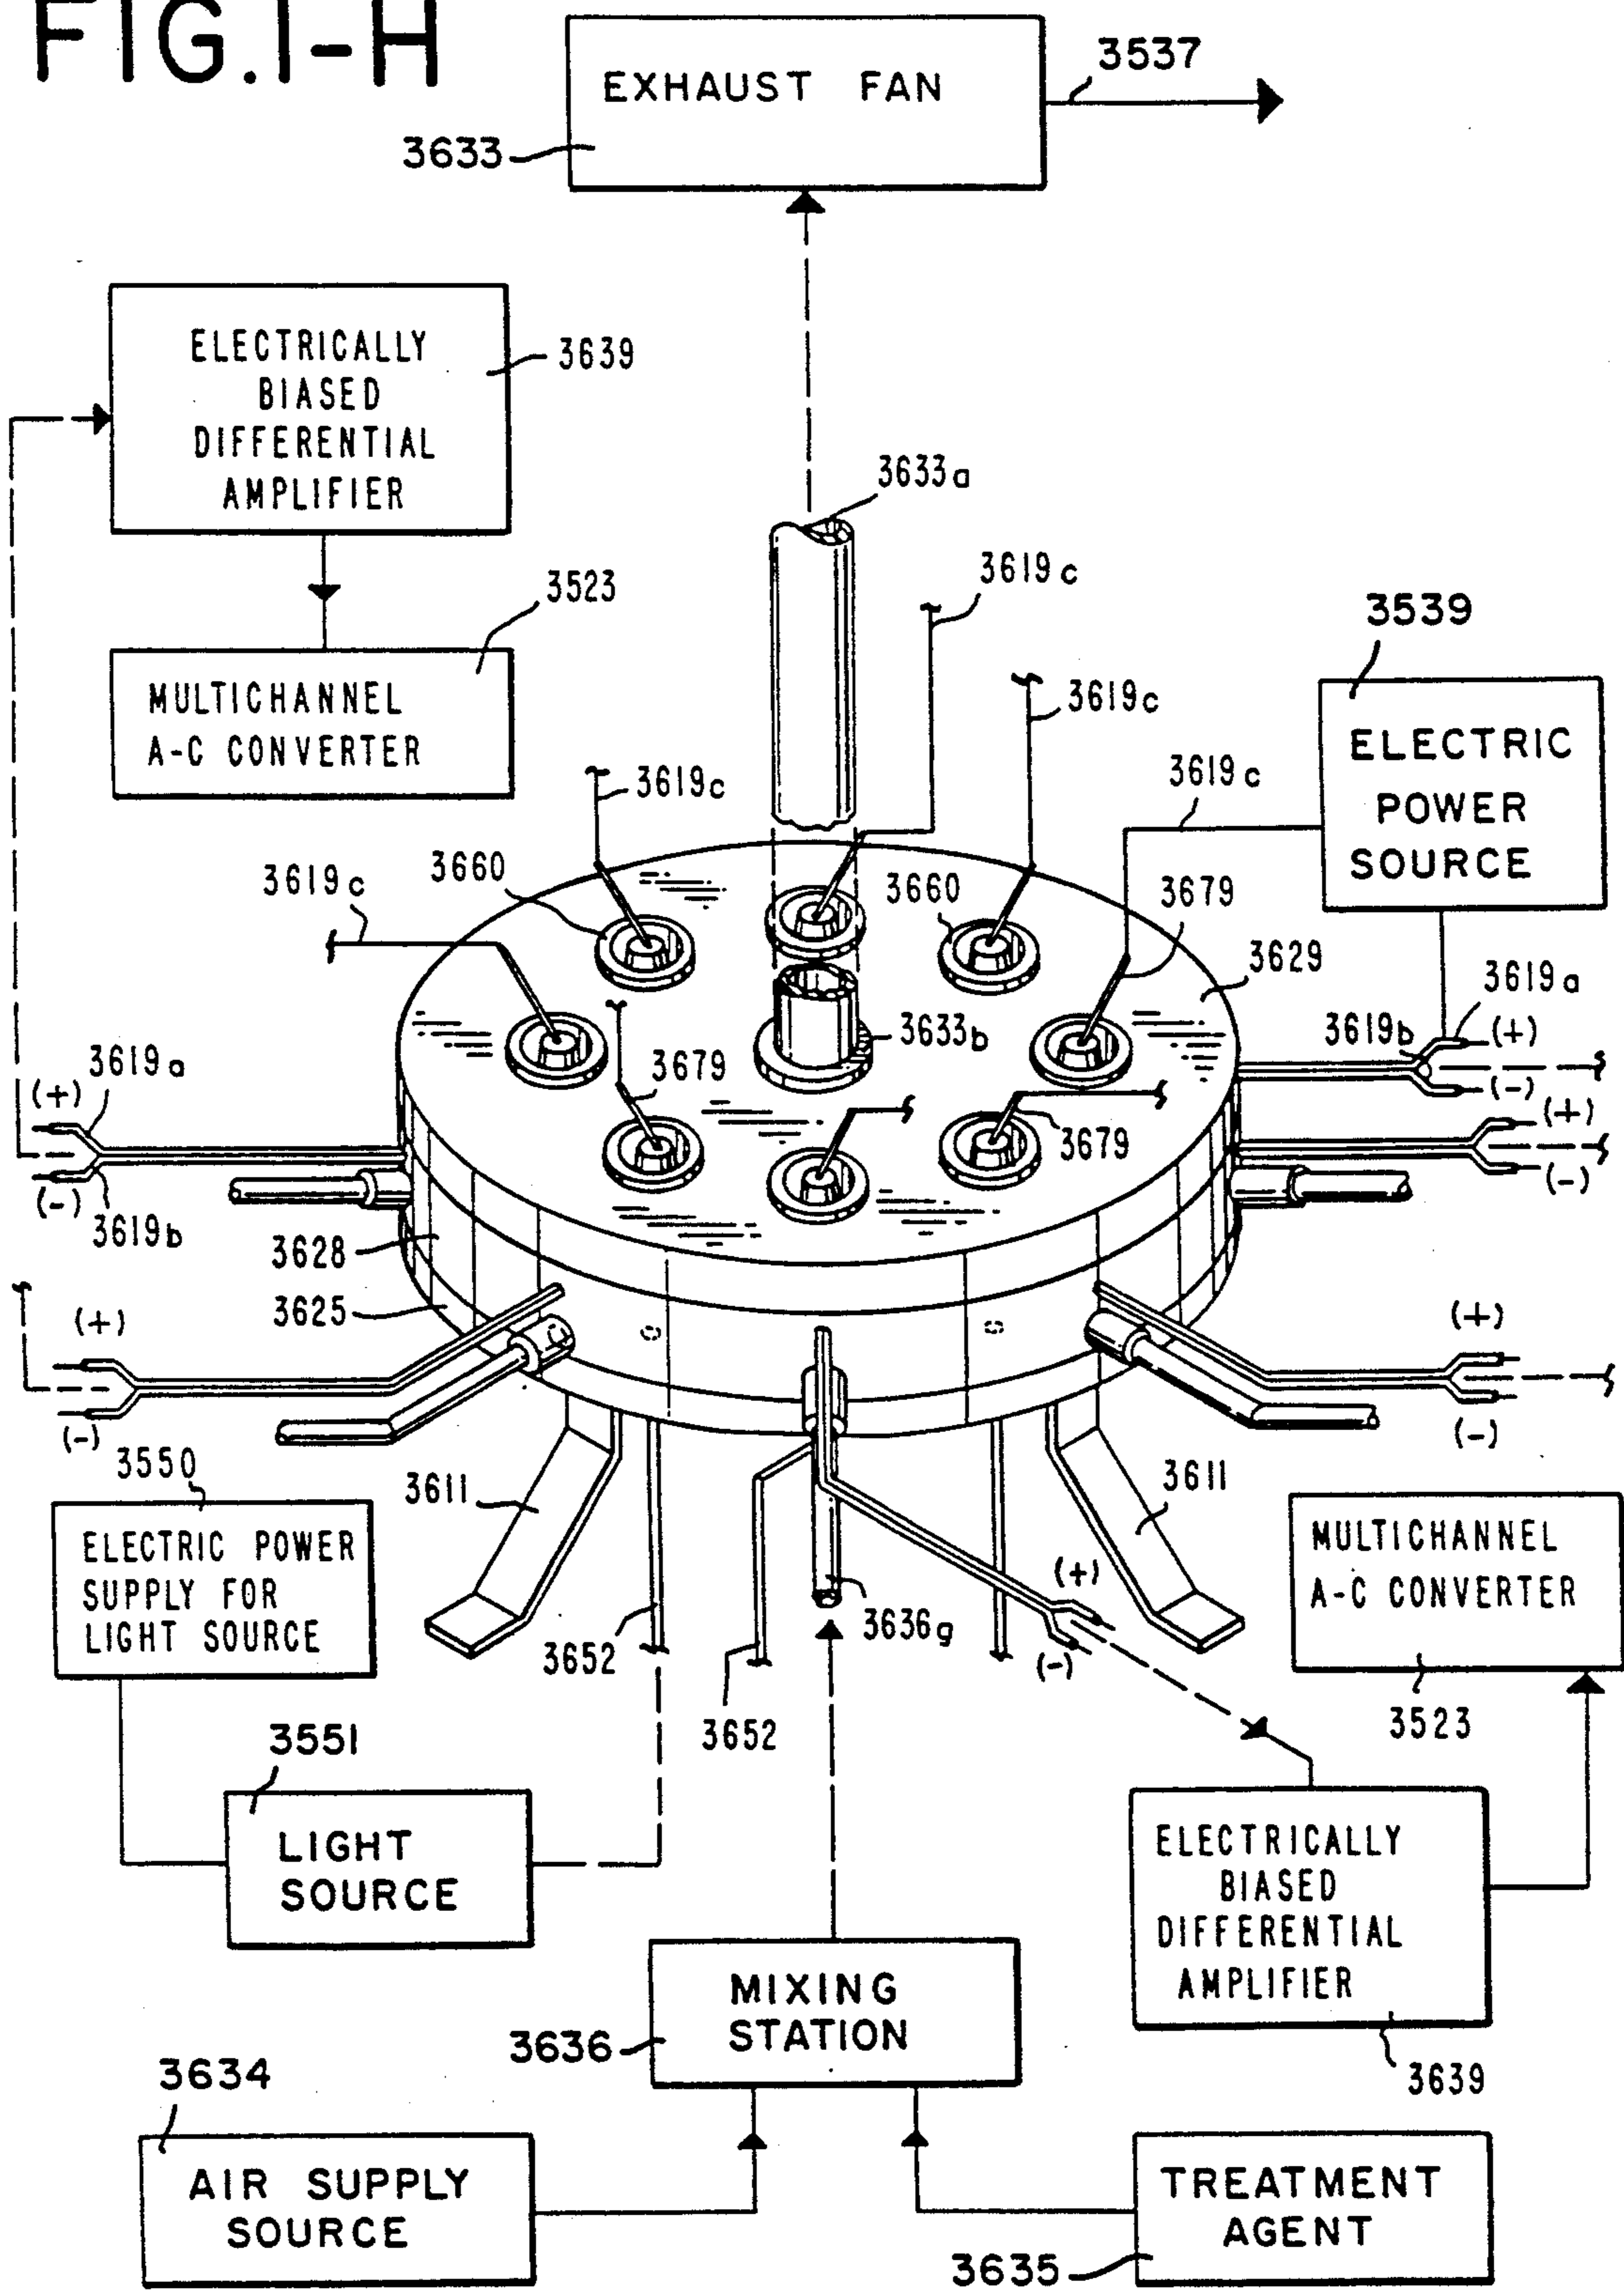 FIG.1-H
EXHAUST FAN
3537
3633
ELECTRICALLY
BIASED
DIFFERENTIAL
AMPLIFIER
3639
3633a
3619c
3523
MULTICHANNEL
A-C CONVERTER
3539
ELECTRIC
POWER
SOURCE
3619c
3619c
3619c
3619c
3660
3660
3679
3629
3619a
3619b
(+)
(-)
3633b
3679
3679
(+)
(-)
3619a
(+)
(-)
3619b
3628
3625
(+)
(-)
(+)
(-)
3550
ELECTRIC POWER
SUPPLY FOR
LIGHT SOURCE
3611
3611
MULTICHANNEL
A-C CONVERTER
3523
3652
3652
3636g
(+)
(-)
3551
LIGHT
SOURCE
ELECTRICALLY
BIASED
DIFFERENTIAL
AMPLIFIER
3639
MIXING
STATION
3636
3634
AIR SUPPLY
SOURCE
TREATMENT
AGENT
3635